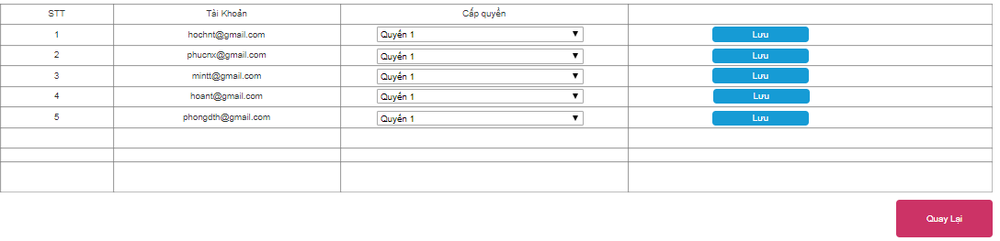 STT Tài Khoản Cấp quyền
1 hochnt@gmail.com Quyền 1 Lưu
2 phucnx@gmail.com Quyền 1 Lưu
3 mintt@gmail.com Quyền 1 Lưu
4 hoant@gmail.com Quyền 1 Lưu
5 phongdth@gmail.com Quyền 1 Lưu
Quay Lại